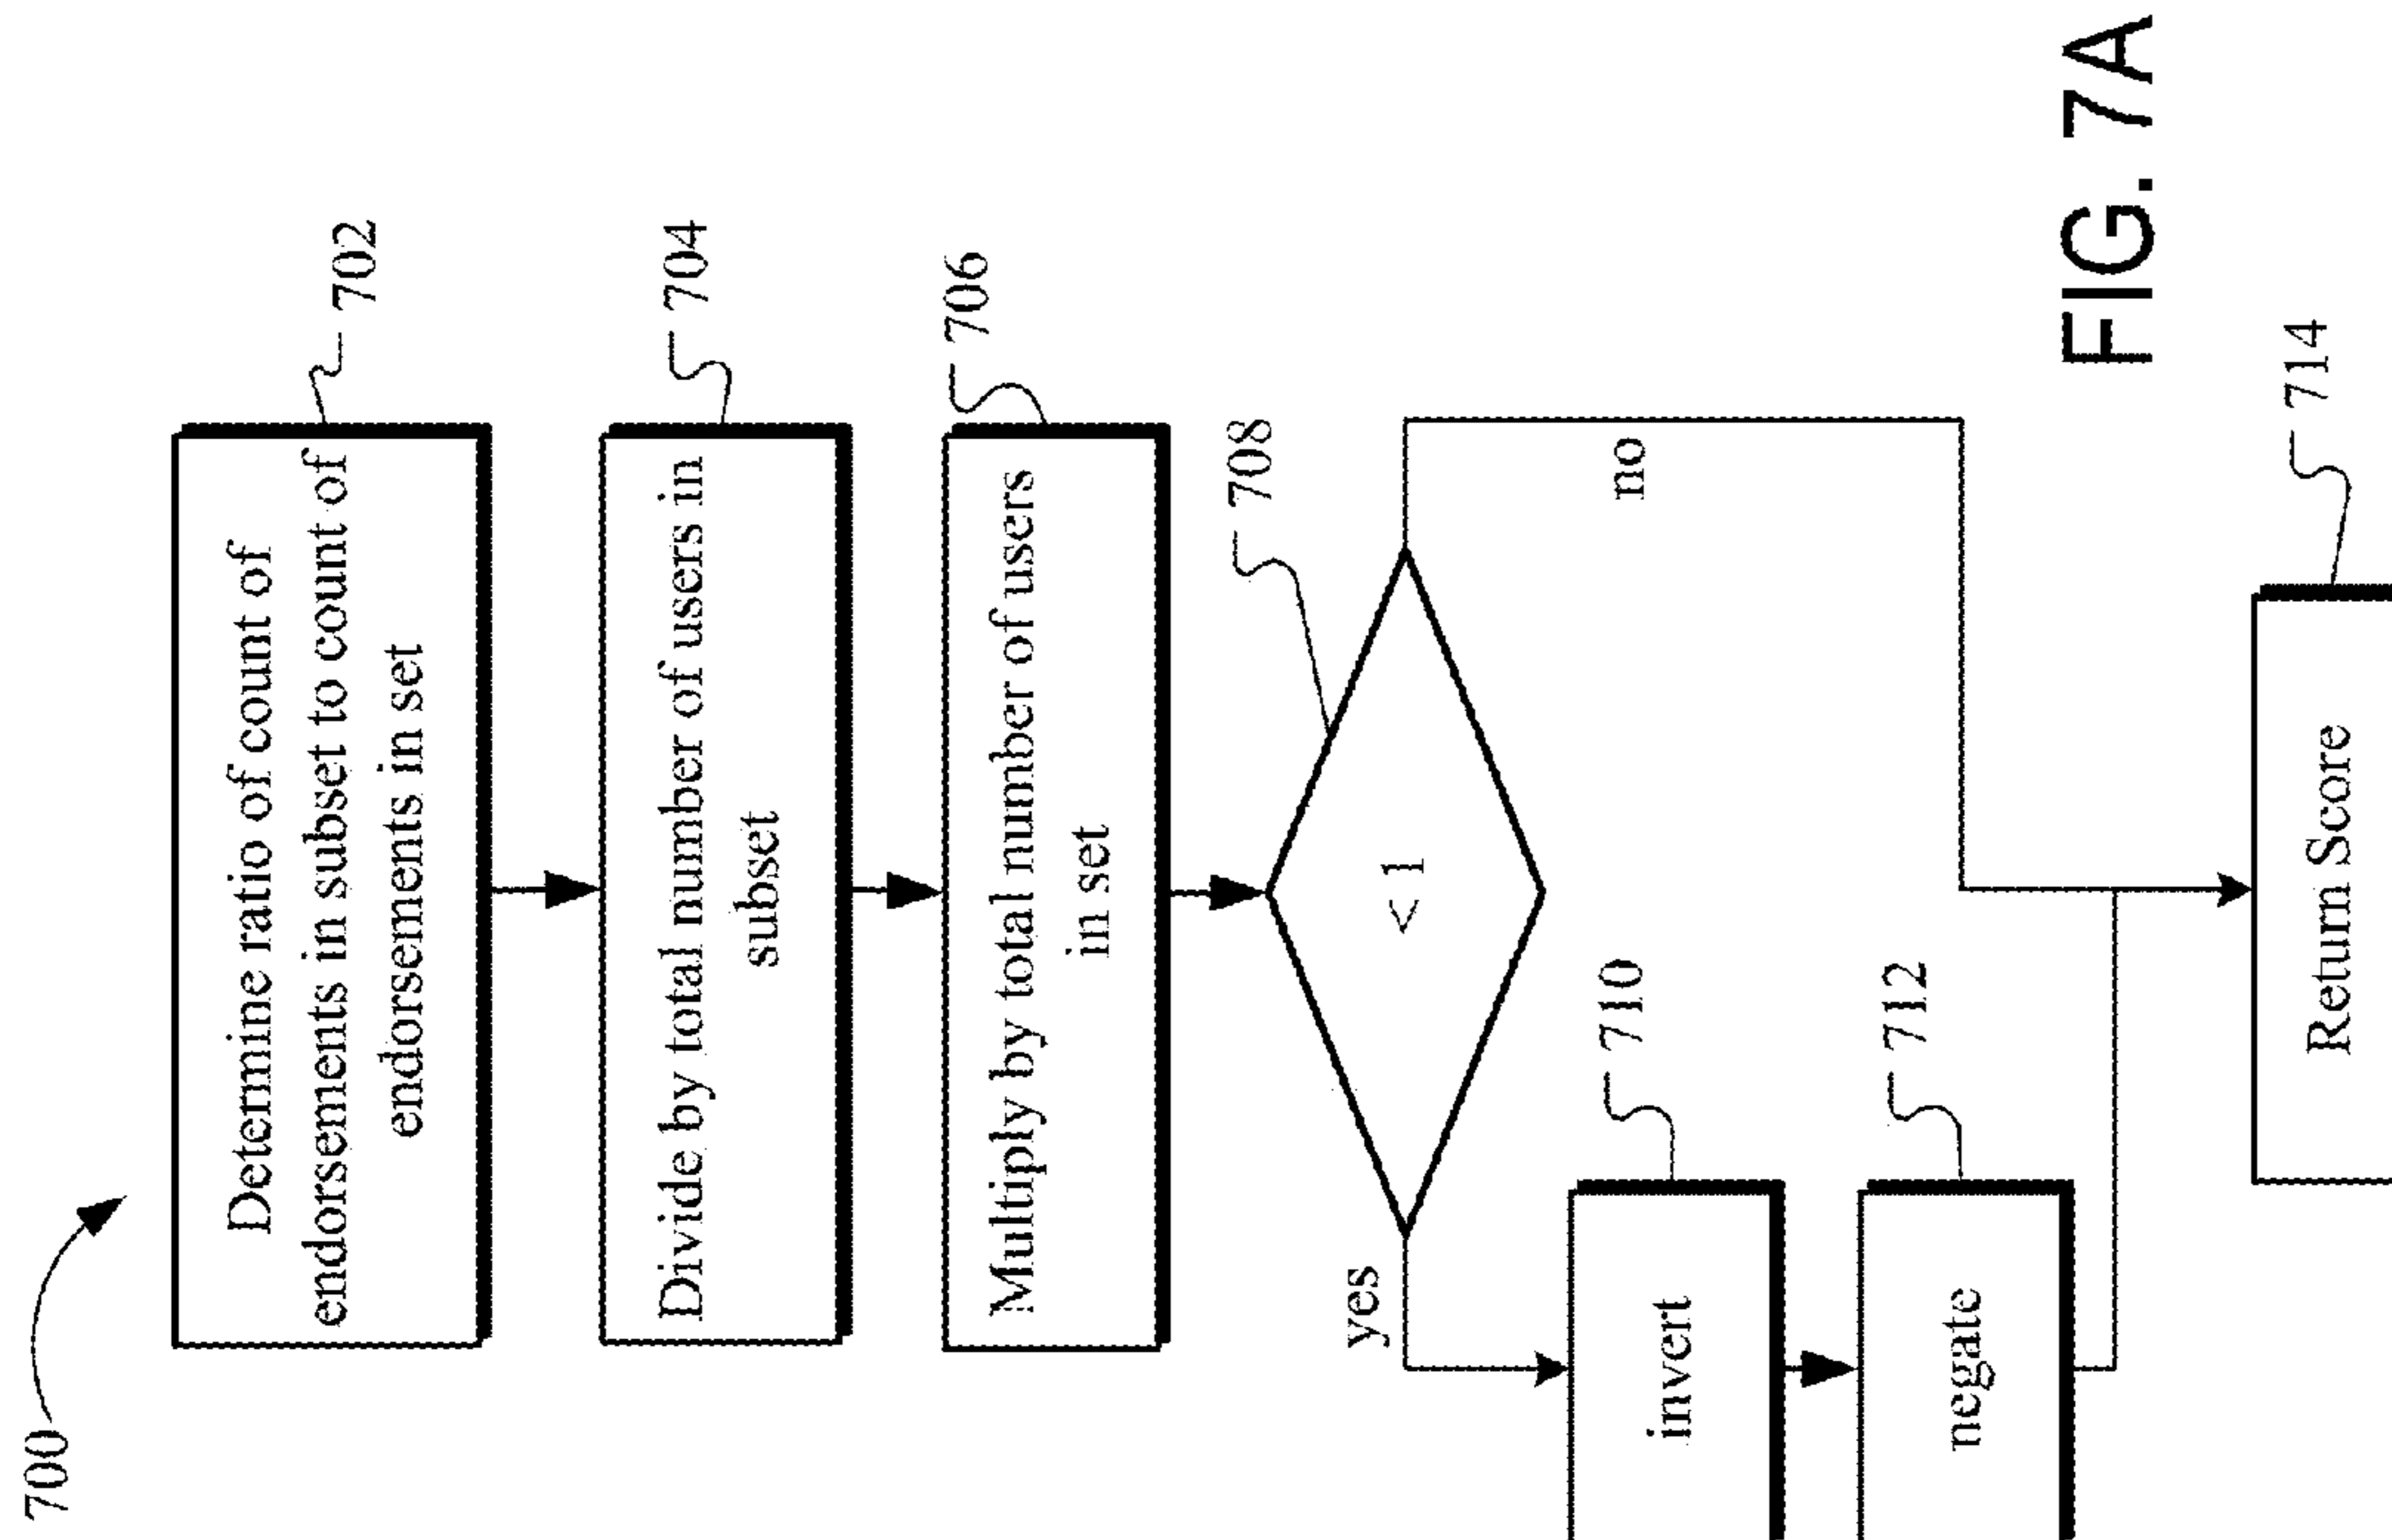 700
Determine ratio of count of
endorsements in subset to count of
endorsements in set
702
Divide by total number of users in
subset
704
Multiply by total number of users
in set
706
< 1
708
yes
no
invert
710
negate
712
Return Score
714
FIG. 7A